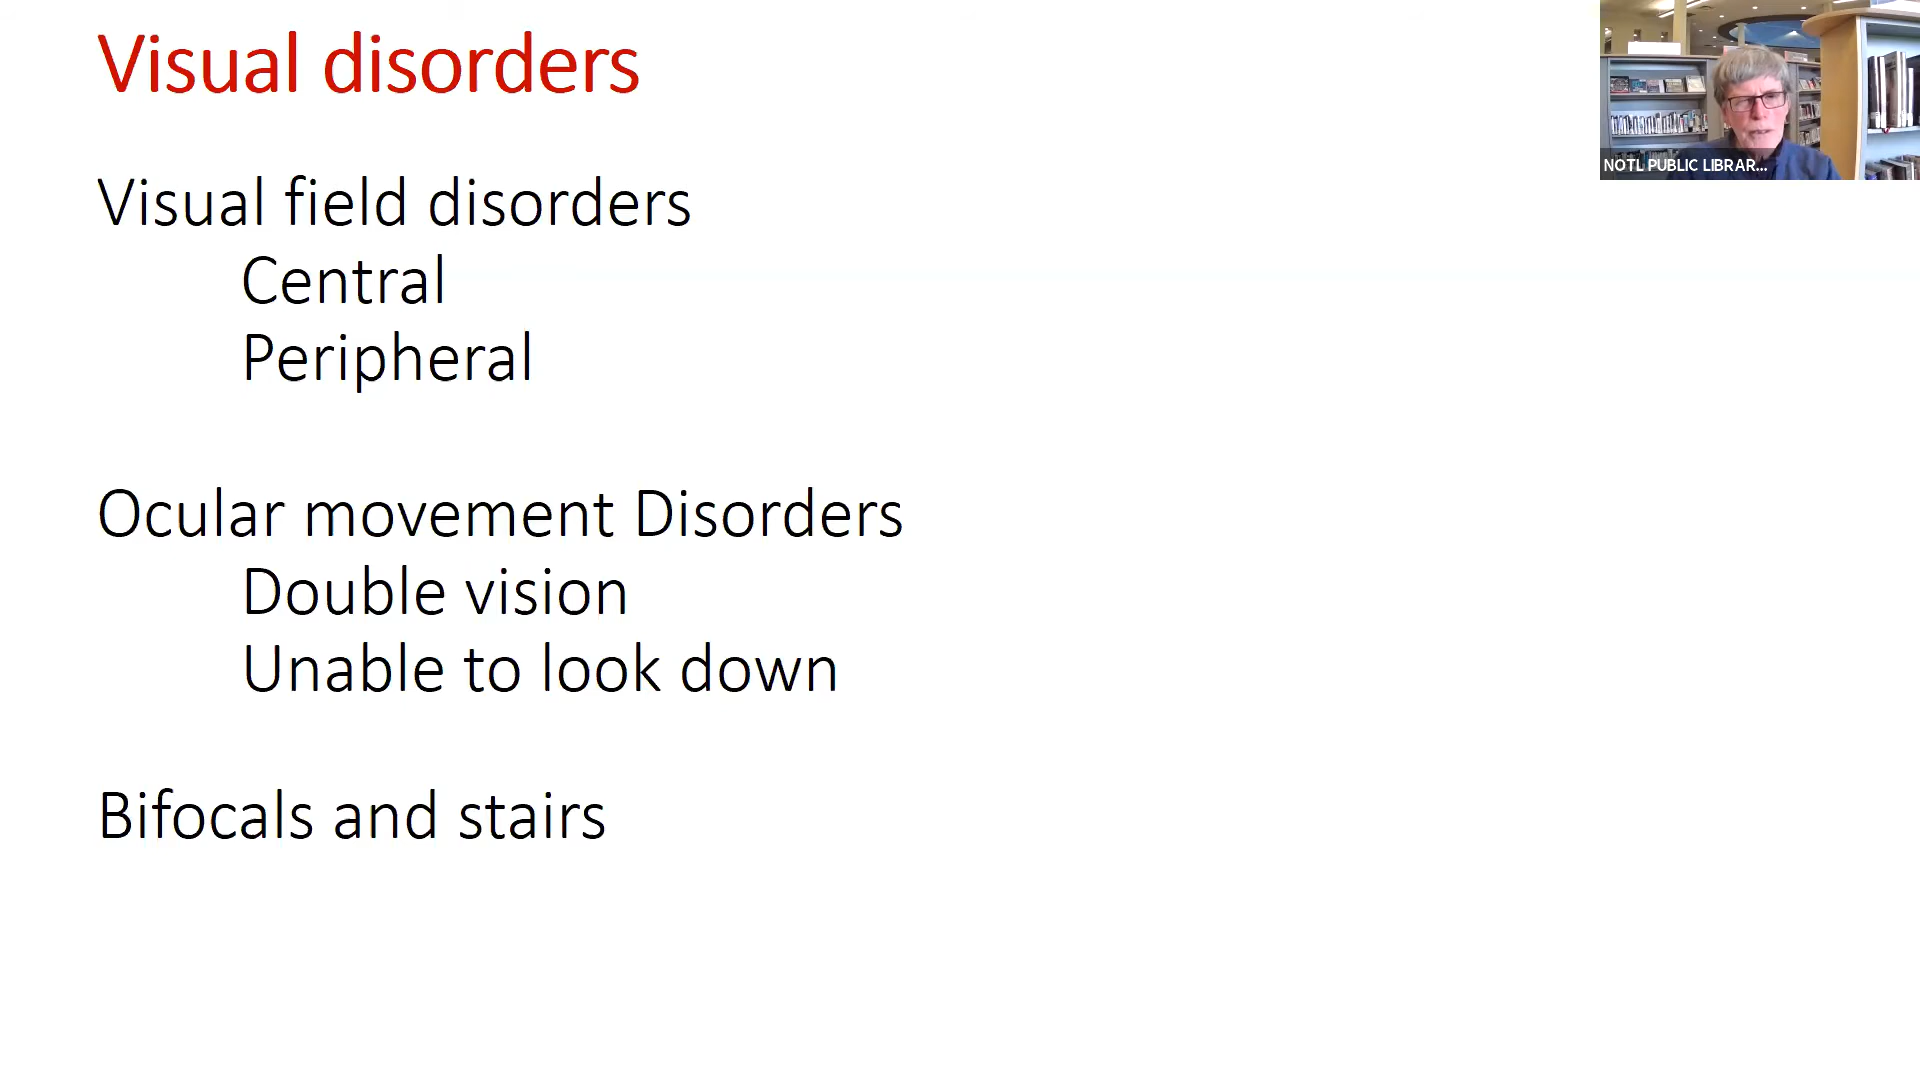 Visual disorders
NOTL PUBLIC LIBRAR...
Visual field disorders
Central
Peripheral
Ocular movement Disorders
Double vision
Unable to look down
Bifocals and stairs